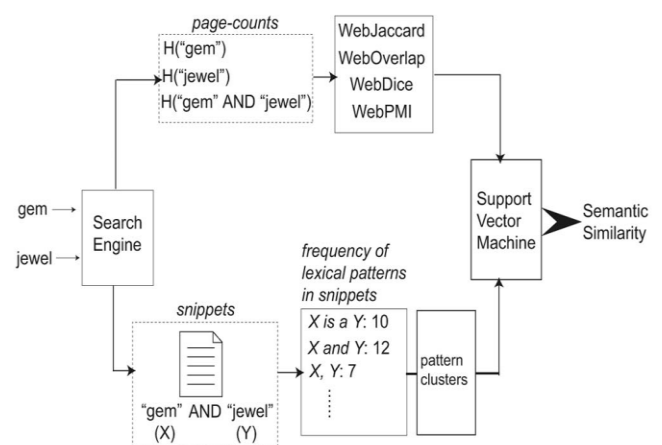 page-counts
H("gem")
H("jewel")
H("gem" AND "jewel")
WebJaccard
WebOverlap
WebDice
WebPMI
gem
jewel
Search
Engine
Support
Vector
Machine
Semantic
Similarity
snippets
"gem" AND "jewel"
(X) (Y)
frequency of
lexical patterns
in snippets
X is a Y: 10
X and Y: 12
X, Y: 7
pattern
clusters